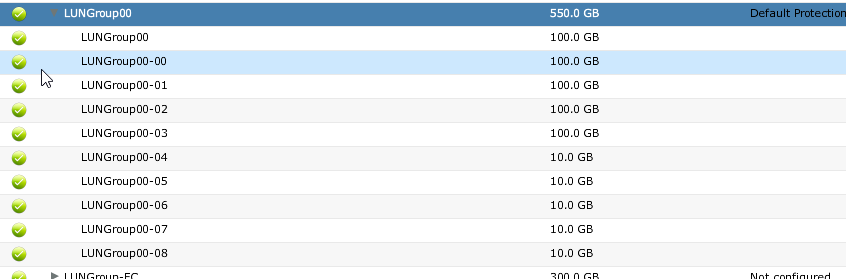 LUNGroup00 550.0 GB Default Protection
LUNGroup00 100.0 GB
LUNGroup00-00 100.0 GB
LUNGroup00-01 100.0 GB
LUNGroup00-02 100.0 GB
LUNGroup00-03 100.0 GB
LUNGroup00-04 10.0 GB
LUNGroup00-05 10.0 GB
LUNGroup00-06 10.0 GB
LUNGroup00-07 10.0 GB
LUNGroup00-08 10.0 GB
LUNGroup-FC 300.0 GB Not configured